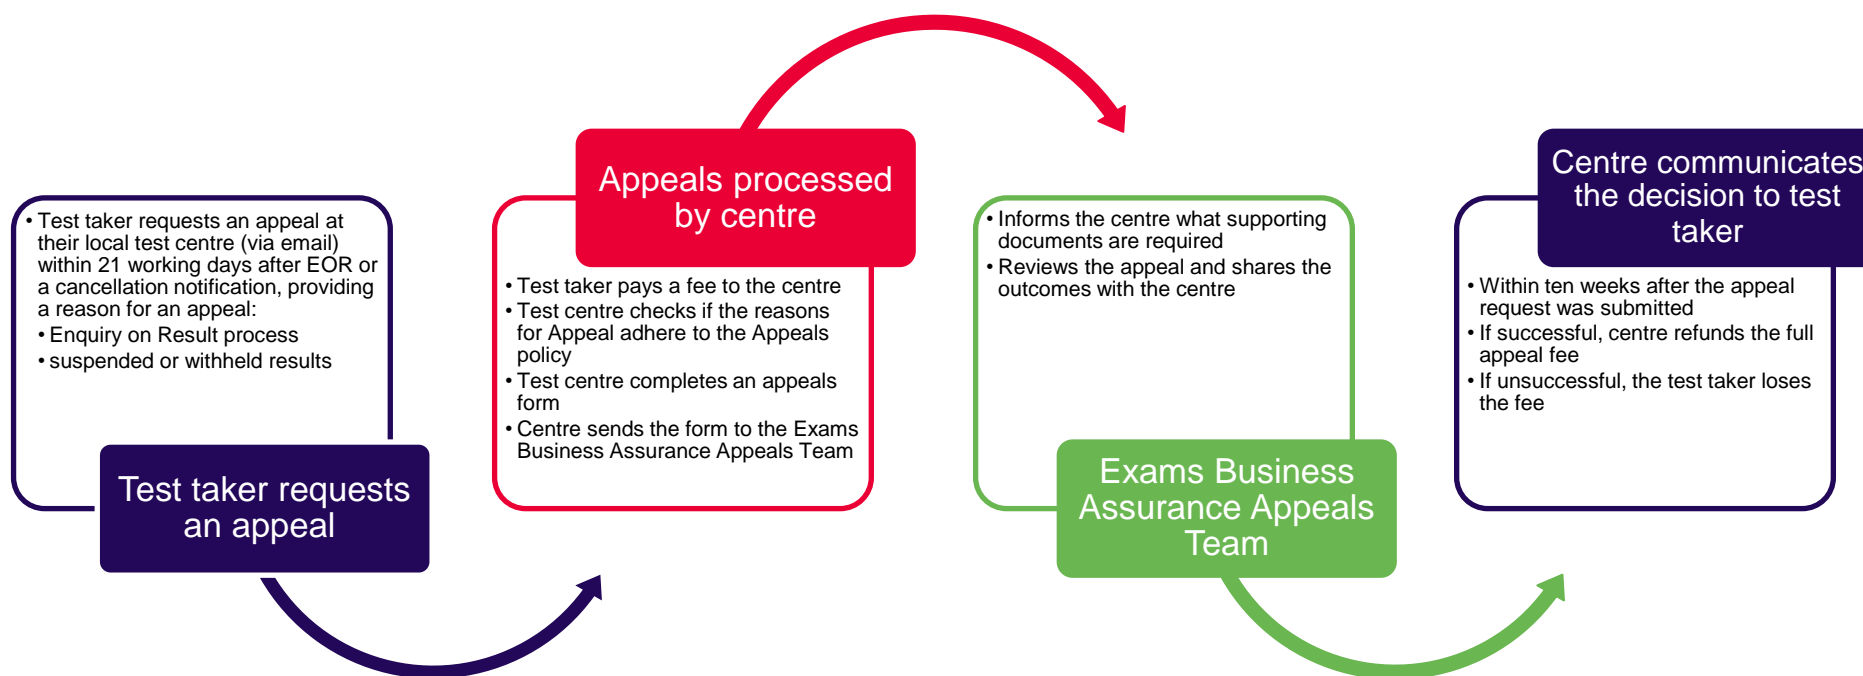 • Test taker requests an appeal at
their local test centre (via email)
within 21 working days after EOR or
a cancellation notification, providing
a reason for an appeal:
• Enquiry on Result process
• suspended or withheld results
Test taker requests
an appeal
Appeals processed
by centre
• Test taker pays a fee to the centre
• Test centre checks if the reasons
for Appeal adhere to the Appeals
policy
• Test centre completes an appeals
form
• Centre sends the form to the Exams
Business Assurance Appeals Team
• Informs the centre what supporting
documents are required
• Reviews the appeal and shares the
outcomes with the centre
Exams Business
Assurance Appeals
Team
Centre communicates
the decision to test
taker
• Within ten weeks after the appeal
request was submitted
• If successful, centre refunds the full
appeal fee
• If unsuccessful, the test taker loses
the fee